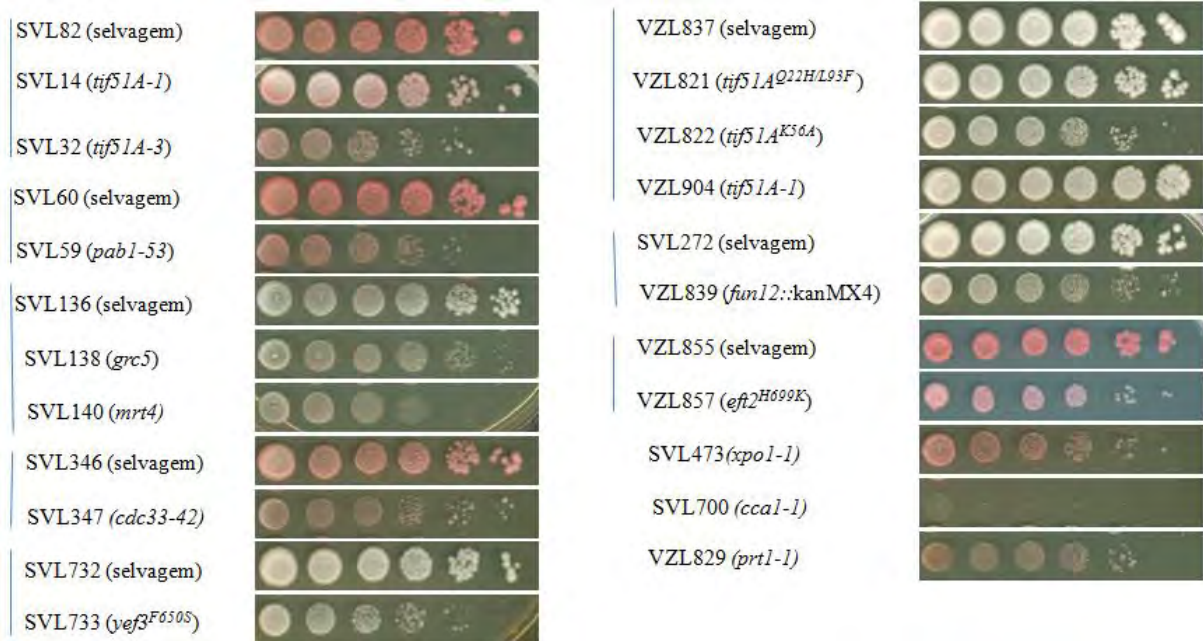 SVL82 (selvagem)
SVL14 (tif51A-1)
SVL32 (tif51A-3)
SVL60 (selvagem)
SVL59 (pab1-53)
SVL136 (selvagem)
SVL138 (grc5)
SVL140 (mrt4)
SVL346 (selvagem)
SVL347 (cdc33-42)
SVL732 (selvagem)
SVL733 (yef3F650S)
VZL837 (selvagem)
VZL821 (tif51AQ22H/L93F)
VZL822 (tif51AK56A)
VZL904 (tif51A-1)
SVL272 (selvagem)
VZL839 (fun12::kanMX4)
VZL855 (selvagem)
VZL857 (eft2H699K)
SVL473(xpo1-1)
SVL700 (cca1-1)
VZL829 (prt1-1)